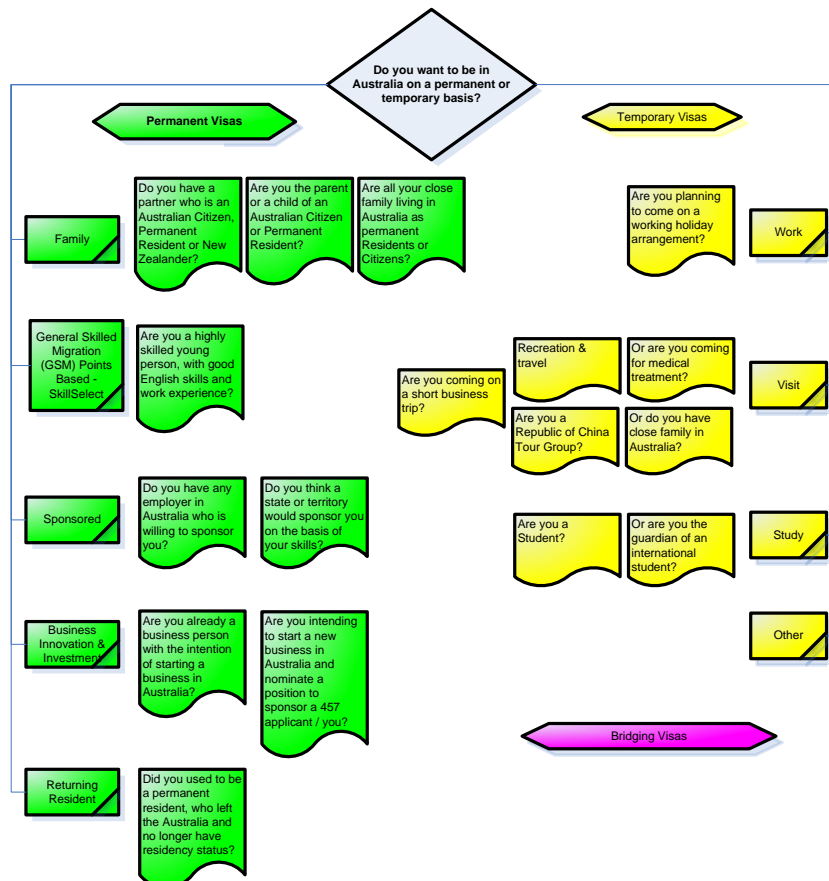 Do you want to be in
Australia on a permanent or
temporary basis?
Permanent Visas
Temporary Visas
Family
Do you have a
partner who is an
Australian Citizen,
Permanent
Resident or New
Zealander?
Are you the parent
or a child of an
Australian Citizen
or Permanent
Resident?
Are all your close
family living in
Australia as
permanent
Residents or
Citizens?
Are you planning
to come on a
working holiday
arrangement?
Work
General Skilled
Migration
(GSM) Points
Based -
SkillSelect
Are you a highly
skilled young
person, with good
English skills and
work experience?
Are you coming on
a short business
trip?
Recreation &
travel
Or are you coming
for medical
treatment?
Are you a
Republic of China
Tour Group?
Or do you have
close family in
Australia?
Visit
Sponsored
Do you have any
employer in
Australia who is
willing to sponsor
you?
Do you think a
state or territory
would sponsor you
on the basis of
your skills?
Are you a
Student?
Or are you the
guardian of an
international
student?
Study
Business
Innovation &
Investment
Are you already a
business person
with the intention
of starting a
business in
Australia?
Are you intending
to start a new
business in
Australia and
nominate a
position to
sponsor a 457
applicant / you?
Other
Bridging Visas
Returning
Resident
Did you used to be
a permanent
resident, who left
the Australia and
no longer have
residency status?